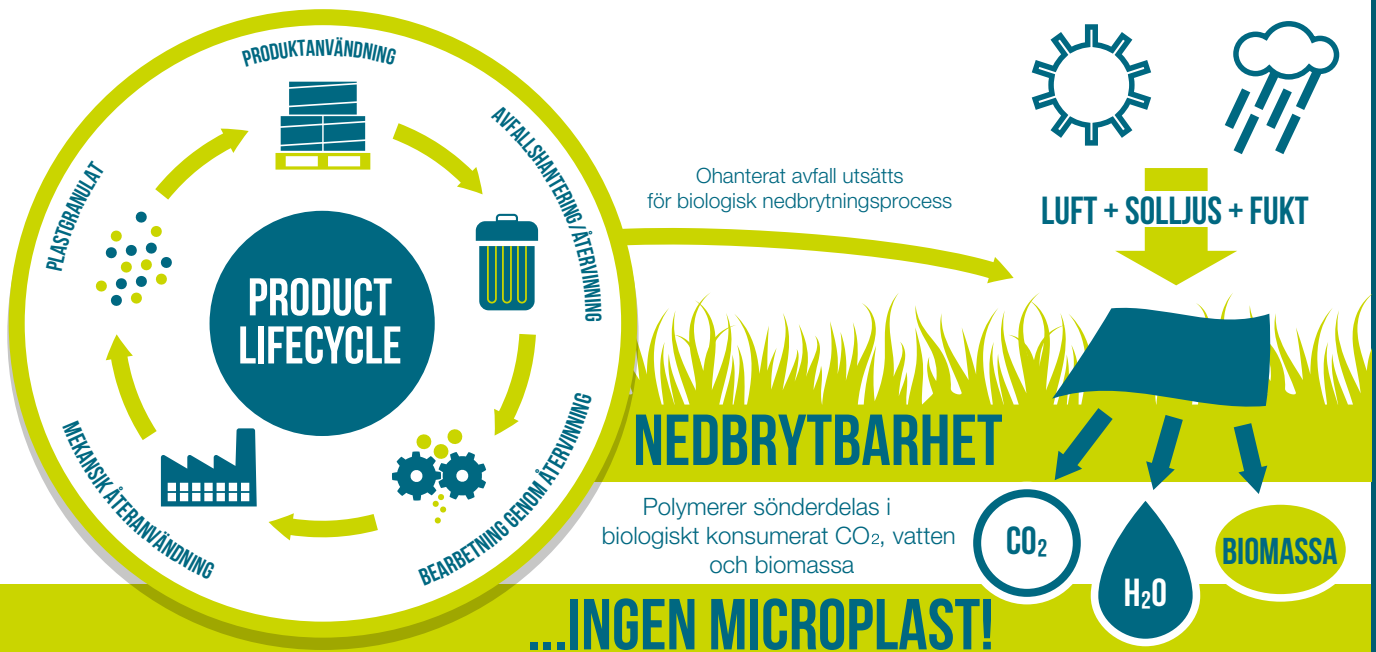 PRODUKTANVÄNDNING
AVFALLSHANTERING/ÅTERVINNING
BEARBETNING GENOM ÅTERVINNING
MEKANSIK ÅTERANVÄNDNING
PLASTGRANULAT
PRODUCT
LIFECYCLE
Ohanterat avfall utsätts
för biologisk nedbrytningsprocess
LUFT + SOLLJUS + FUKT
NEDBRYTBARHET
Polymerer sönderdelas i
biologiskt konsumerat CO₂, vatten
och biomassa
CO₂
H₂O
BIOMASSA
...INGEN MICROPLAST!